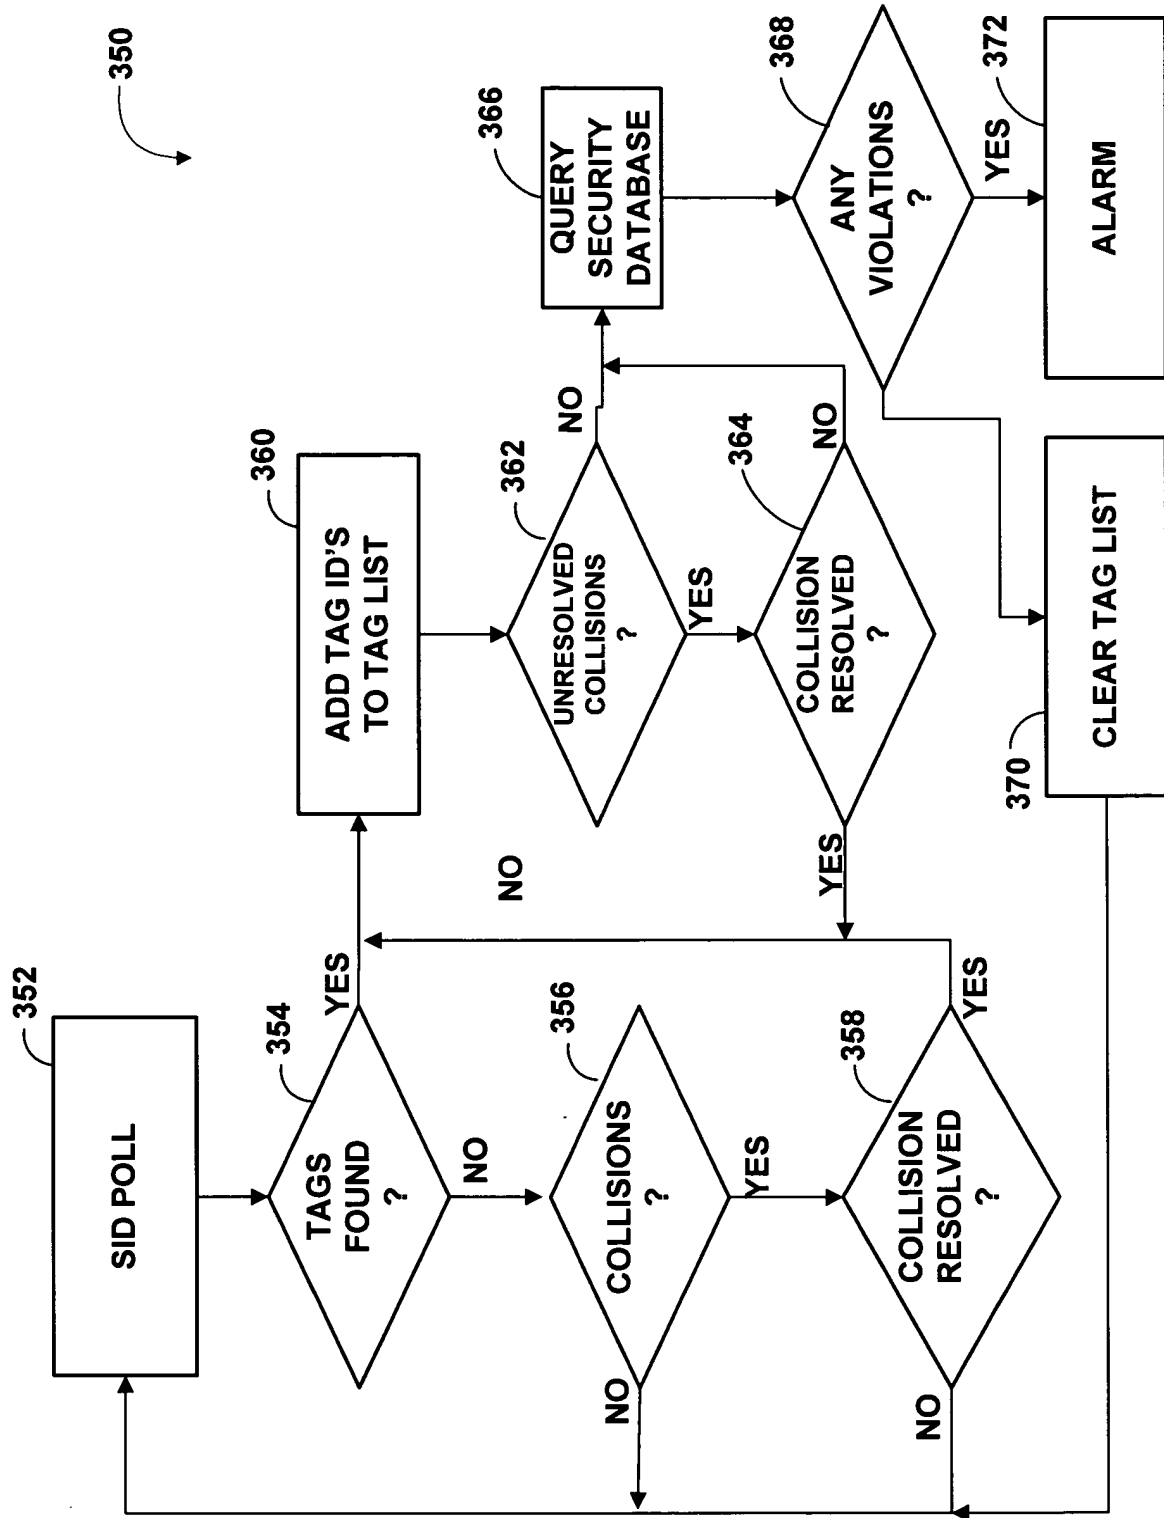 350
352
SID POLL
354
TAGS
FOUND
?
YES
NO
356
COLLISIONS
?
NO
YES
358
COLLISION
RESOLVED
?
NO
YES
360
ADD TAG ID'S
TO TAG LIST
NO
362
UNRESOLVED
COLLISIONS
?
NO
YES
364
COLLISION
RESOLVED
?
YES
NO
366
QUERY
SECURITY
DATABASE
368
ANY
VIOLATIONS
?
YES
370
CLEAR TAG LIST
372
ALARM